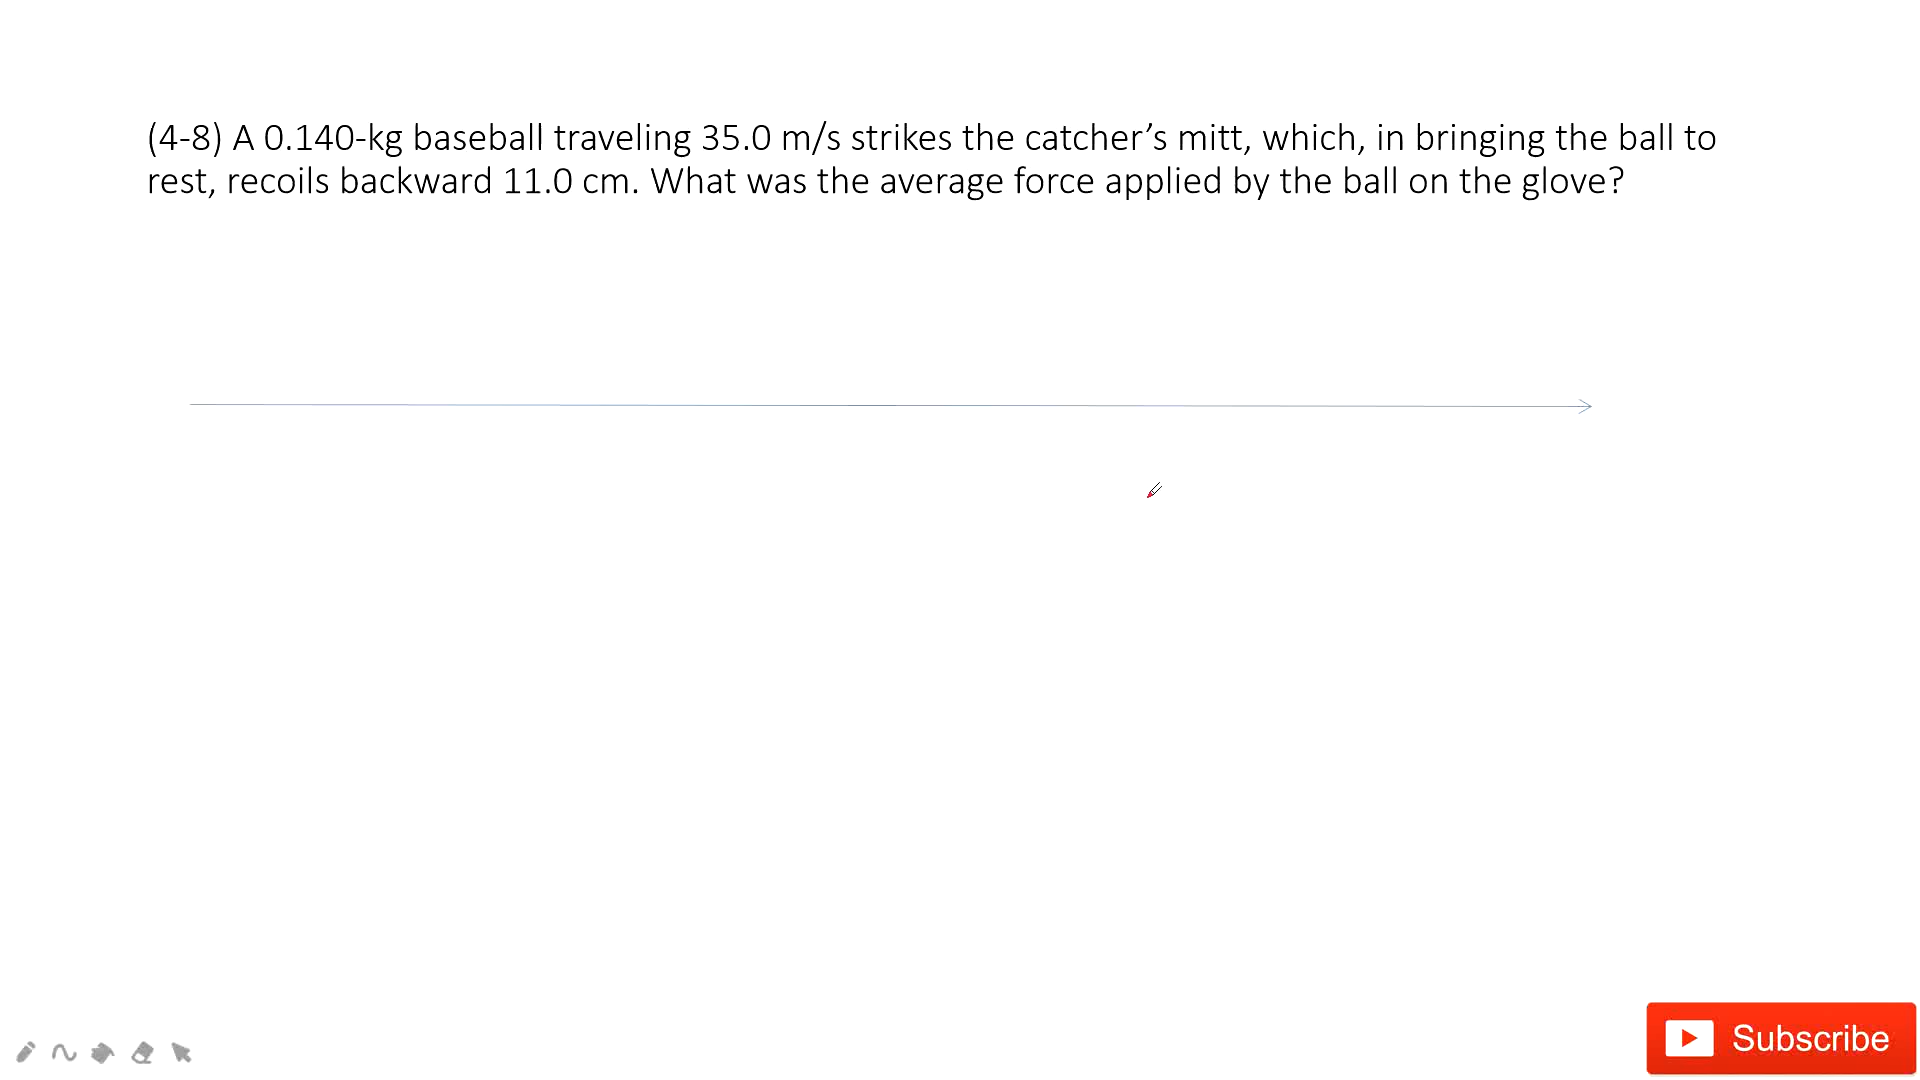 (4-8) A 0.140-kg baseball traveling 35.0 m/s strikes the catcher’s mitt, which, in bringing the ball to
rest, recoils backward 11.0 cm. What was the average force applied by the ball on the glove?
Subscribe